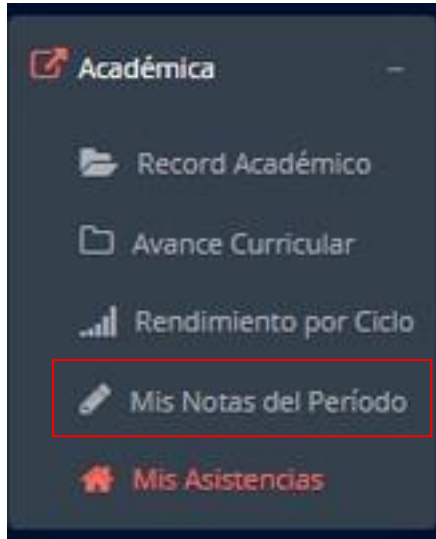 Académica
Record Académico
Avance Curricular
Rendimiento por Ciclo
Mis Notas del Período
Mis Asistencias